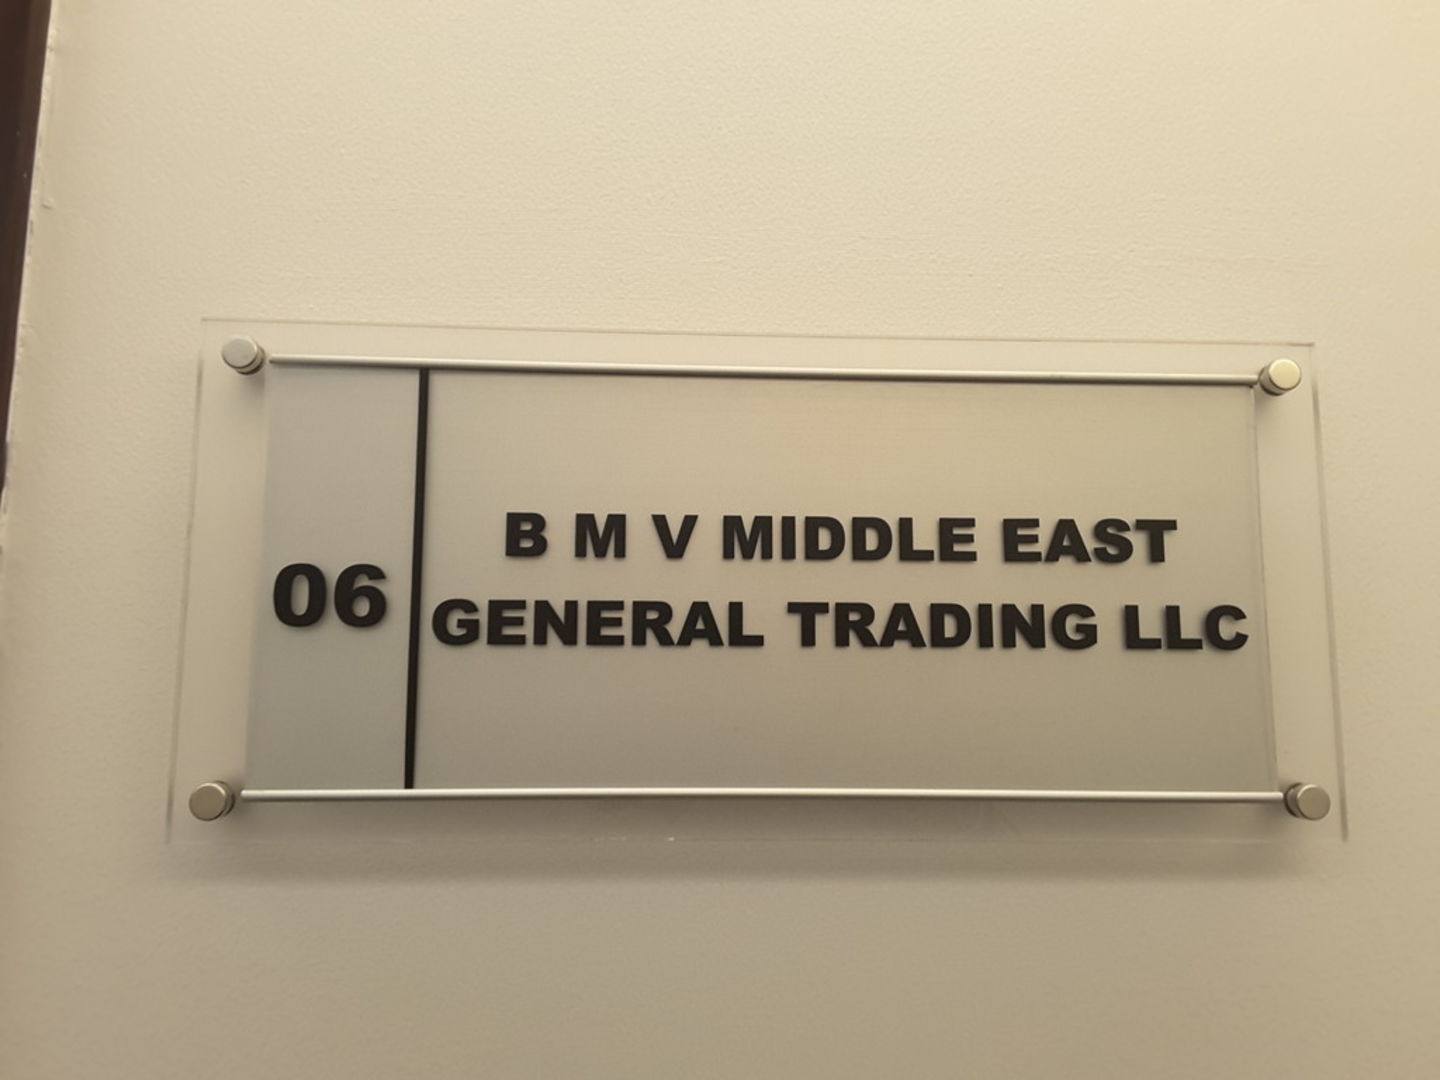 06
B M V MIDDLE EAST
GENERAL TRADING LLC